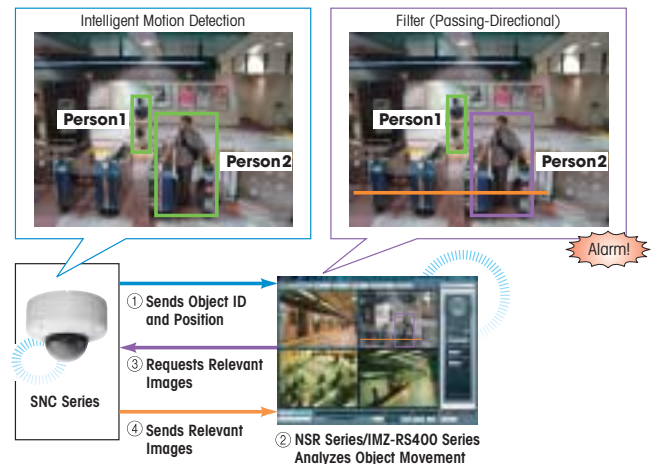 Intelligent Motion Detection
Filter (Passing-Directional)
Person1
Person2
Person1
Person2
Alarm!
① Sends Object ID
and Position
③ Requests Relevant
Images
SNC Series
④ Sends Relevant
Images
② NSR Series/IMZ-RS400 Series
Analyzes Object Movement